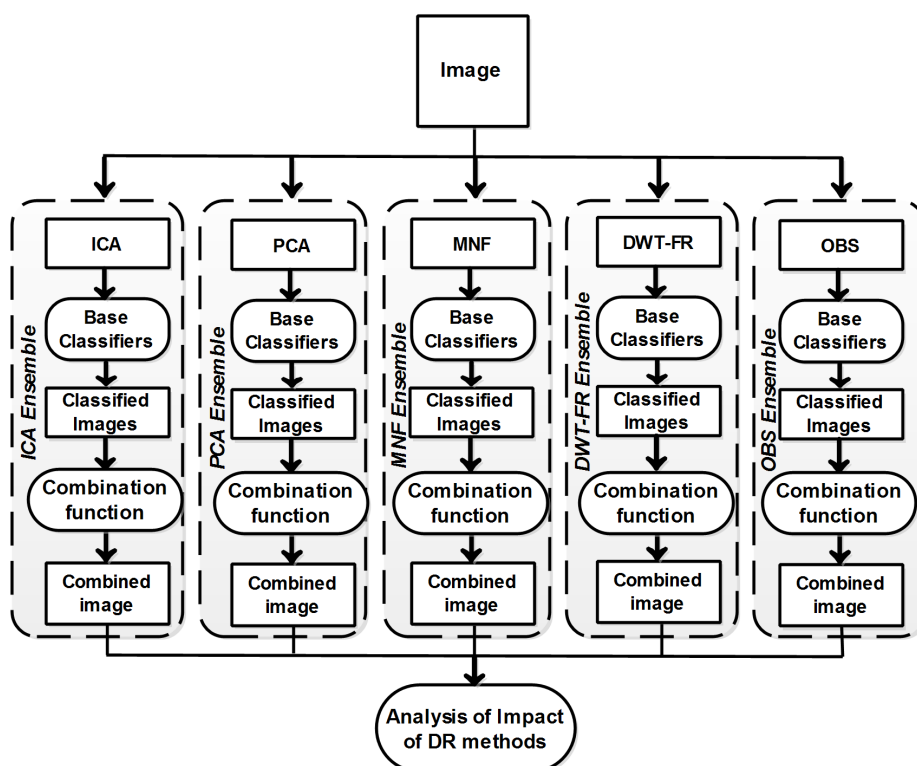 Image
ICA Ensemble
ICA
Base
Classifiers
Classified
Images
Combination
function
Combined
image
PCA Ensemble
PCA
Base
Classifiers
Classified
Images
Combination
function
Combined
image
MNF Ensemble
MNF
Base
Classifiers
Classified
Images
Combination
function
Combined
image
DWT-FR Ensemble
DWT-FR
Base
Classifiers
Classified
Images
Combination
function
Combined
image
OBS Ensemble
OBS
Base
Classifiers
Classified
Images
Combination
function
Combined
image
Analysis of Impact
of DR methods